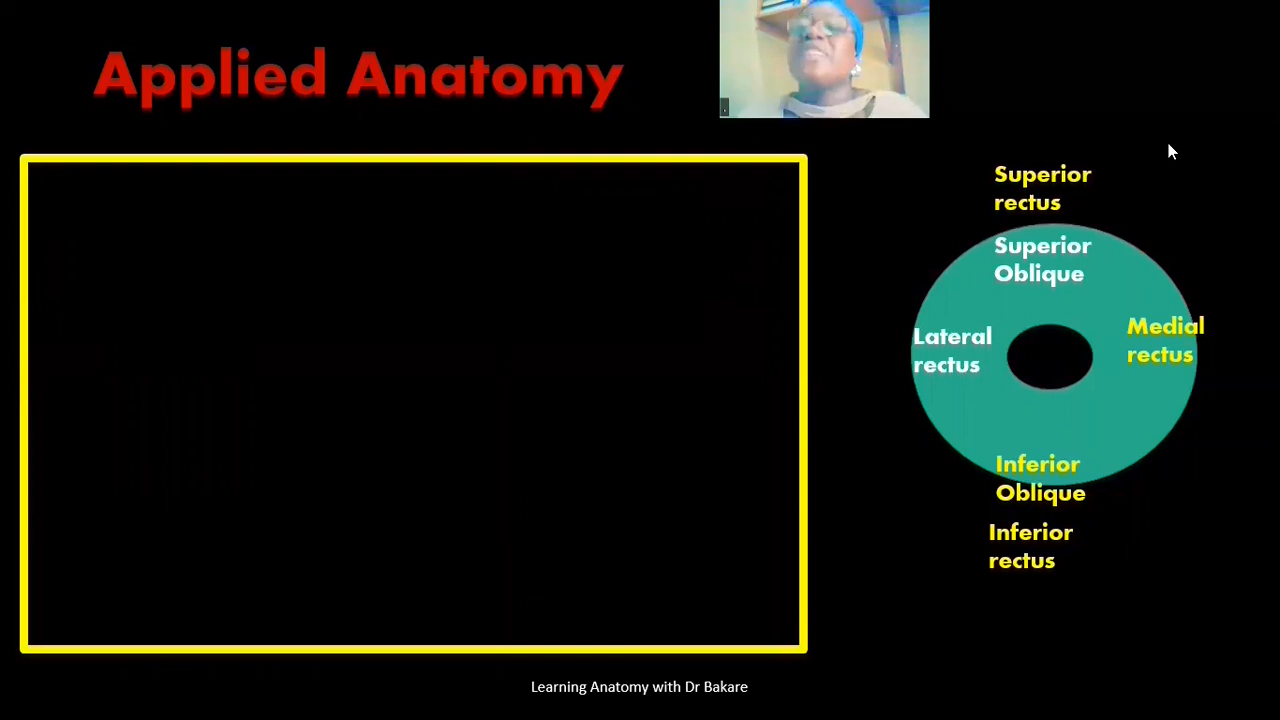 Applied Anatomy
Superior
rectus
Superior
Oblique
Lateral
rectus
Medial
rectus
Inferior
Oblique
Inferior
rectus
Learning Anatomy with Dr Bakare